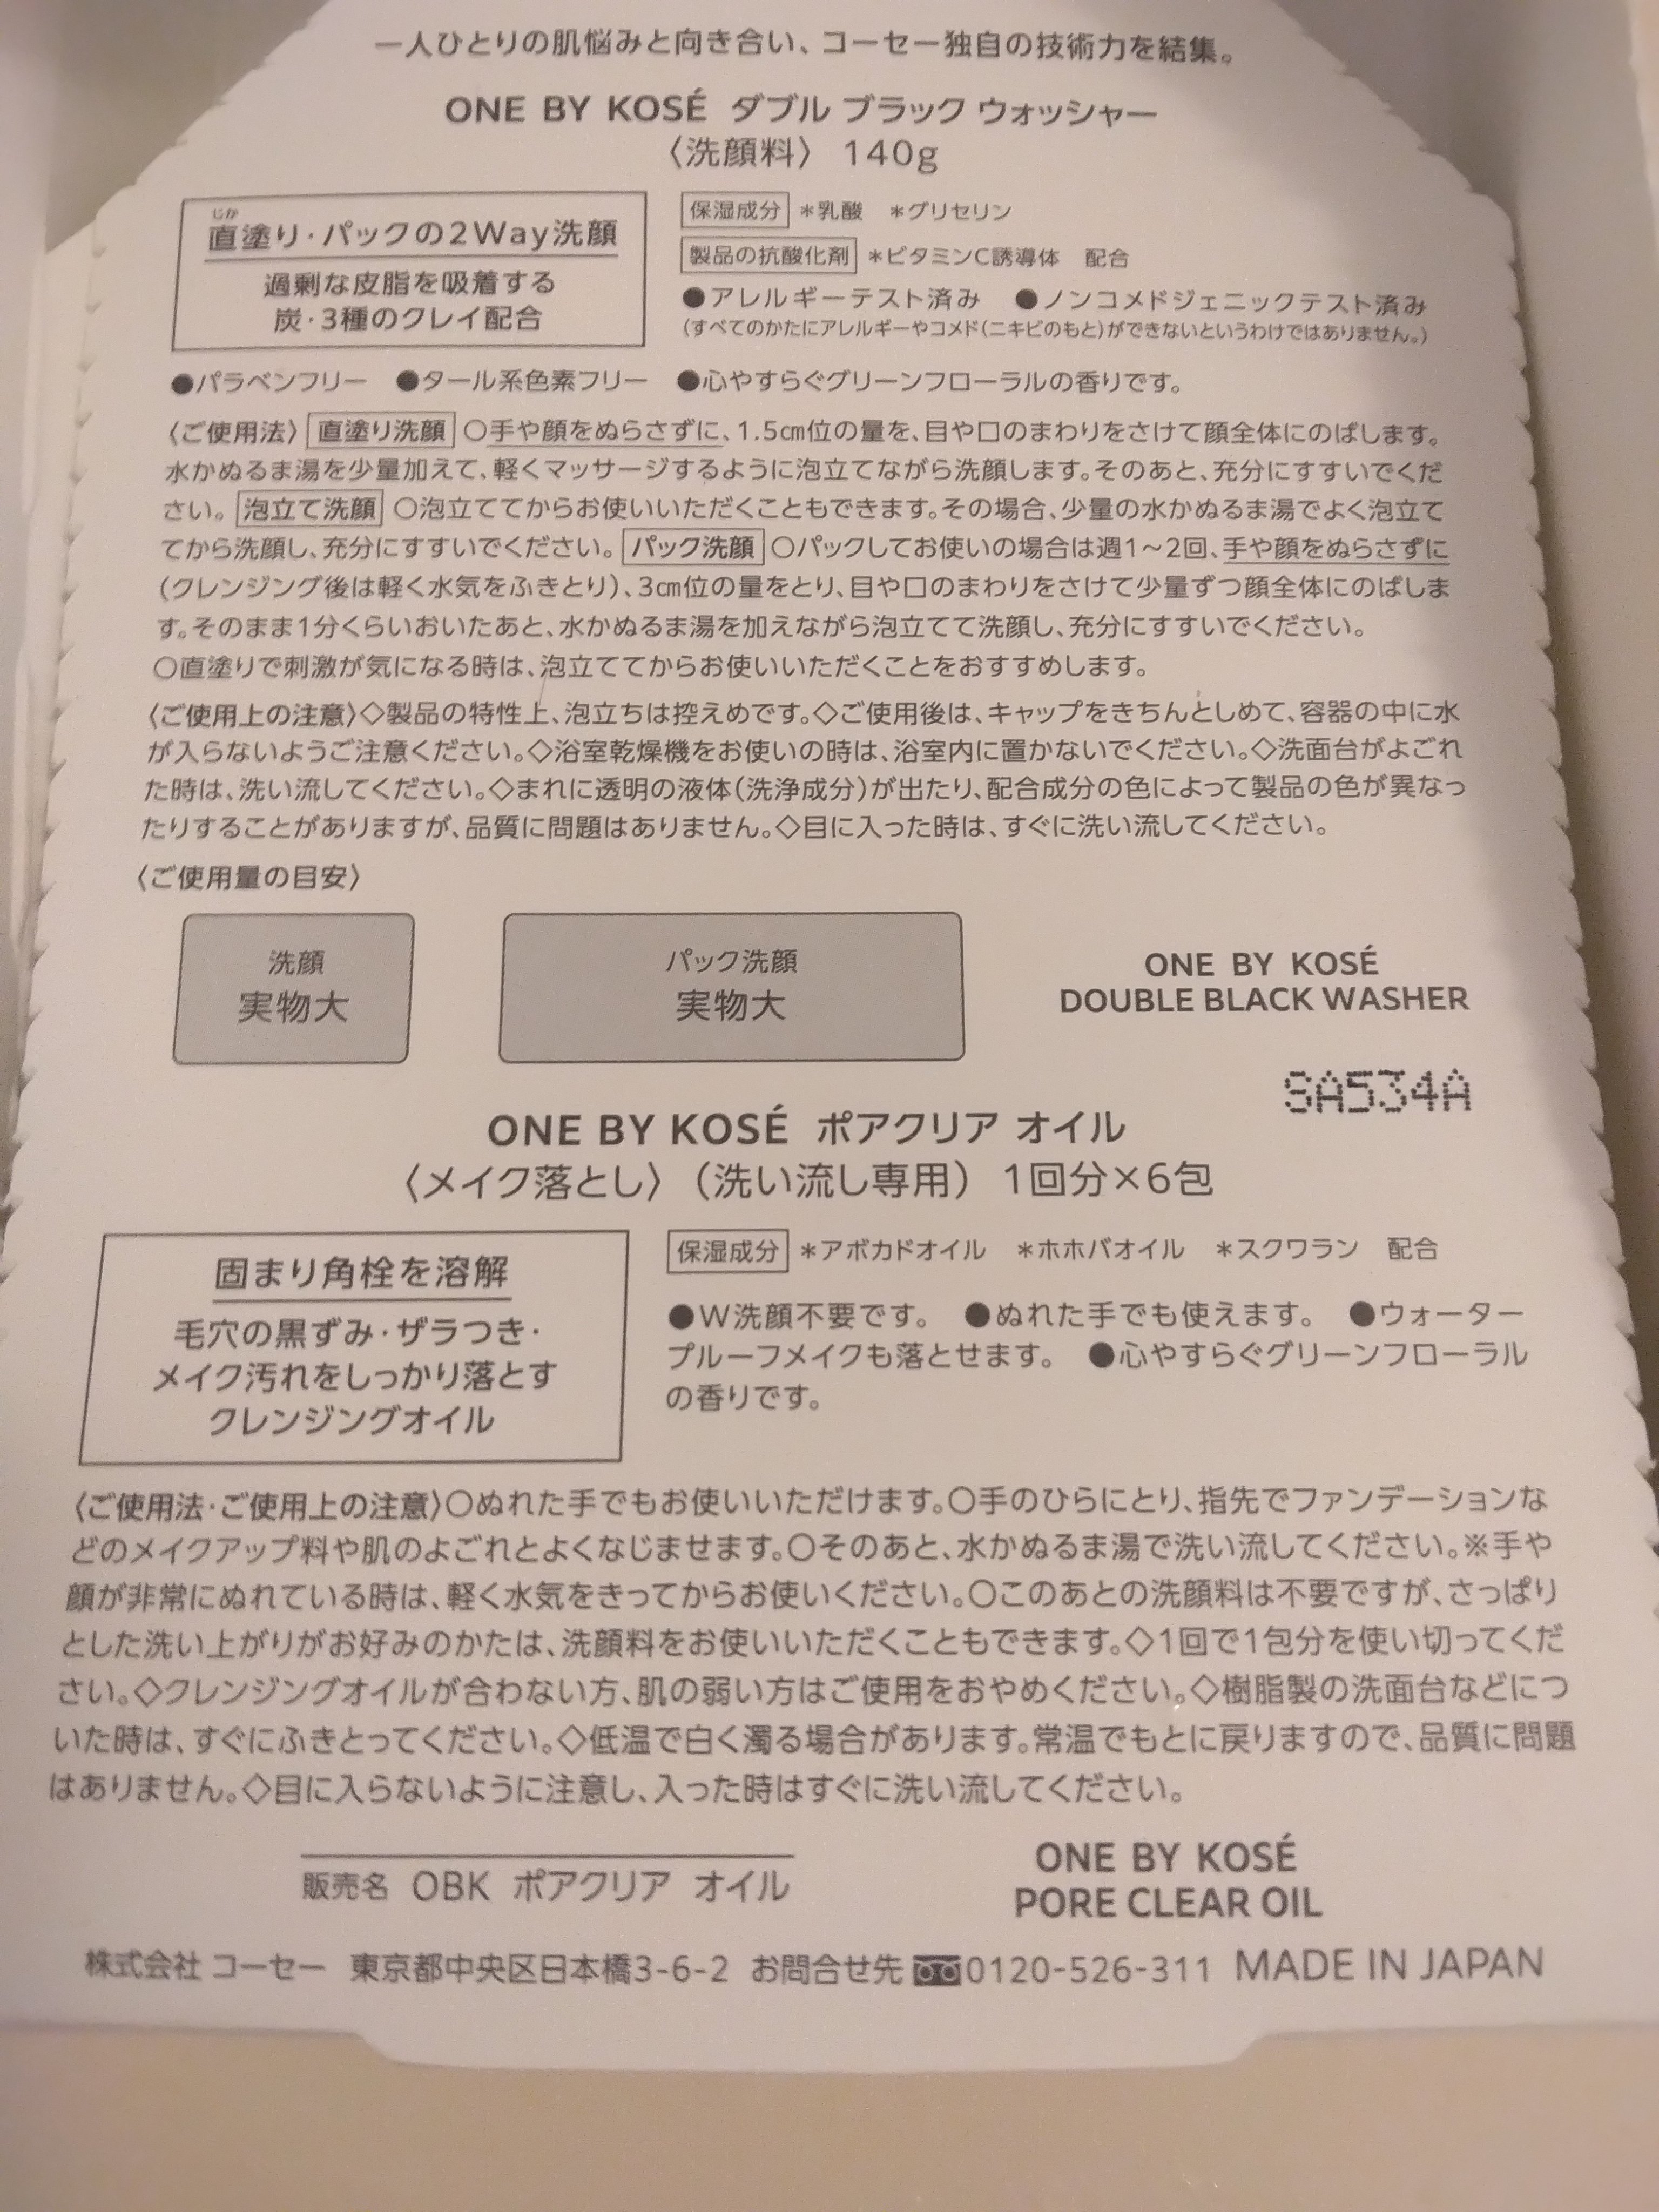 一人ひとりの肌悩みと向き合い、コーセー独自の技術力を結集。
ONE BY KOSÉ ダブル ブラック ウォッシャー
〈洗顔料〉 140g
じか
直塗り・パックの2Way洗顔
過剰な皮脂を吸着する
炭・3種のクレイ配合
保湿成分 *乳酸 *グリセリン
製品の抗酸化剤 *ビタミンC誘導体 配合
●アレルギーテスト済み ●ノンコメドジェニックテスト済み
(すべてのかたにアレルギーやコメド(ニキビのもと)ができないというわけではありません。)
●パラベンフリー ●タール系色素フリー ●心やすらぐグリーンフローラルの香りです。
〈ご使用法〉 直塗り洗顔 ○手や顔をぬらさずに、1.5㎝位の量を、目や口のまわりをさけて顔全体にのばします。
水かぬるま湯を少量加えて、軽くマッサージするように泡立てながら洗顔します。そのあと、充分にすすいでくだ
さい。 泡立て洗顔 ○泡立ててからお使いいただくこともできます。その場合、少量の水かぬるま湯でよく泡立て
てから洗顔し、充分にすすいでください。 パック洗顔 ○パックしてお使いの場合は週1〜2回、手や顔をぬらさずに
(クレンジング後は軽く水気をふきとり)、3㎝位の量をとり、目や口のまわりをさけて少量ずつ顔全体にのばしま
す。そのまま1分くらいおいたあと、水かぬるま湯を加えながら泡立てて洗顔し、充分にすすいでください。
○直塗りで刺激が気になる時は、泡立ててからお使いいただくことをおすすめします。
〈ご使用上の注意〉◇製品の特性上、泡立ちは控えめです。◇ご使用後は、キャップをきちんとしめて、容器の中に水
が入らないようご注意ください。◇浴室乾燥機をお使いの時は、浴室内に置かないでください。◇洗面台がよごれ
た時は、洗い流してください。◇まれに透明の液体(洗浄成分)が出たり、配合成分の色によって製品の色が異なっ
たりすることがありますが、品質に問題はありません。◇目に入った時は、すぐに洗い流してください。
〈ご使用量の目安〉
洗顔
実物大
パック洗顔
実物大
ONE BY KOSÉ
DOUBLE BLACK WASHER
SA534A
ONE BY KOSÉ ポアクリア オイル
〈メイク落とし〉(洗い流し専用) 1回分×6包
固まり角栓を溶解
毛穴の黒ずみ・ザラつき・
メイク汚れをしっかり落とす
クレンジングオイル
保湿成分 *アボカドオイル *ホホバオイル *スクワラン 配合
●W洗顔不要です。 ●ぬれた手でも使えます。 ●ウォーター
プルーフメイクも落とせます。 ●心やすらぐグリーンフローラル
の香りです。
〈ご使用法・ご使用上の注意〉○ぬれた手でもお使いいただけます。○手のひらにとり、指先でファンデーションな
どのメイクアップ料や肌のよごれとよくなじませます。○そのあと、水かぬるま湯で洗い流してください。※手や
顔が非常にぬれている時は、軽く水気をきってからお使いください。○このあとの洗顔料は不要ですが、さっぱり
とした洗い上がりがお好みのかたは、洗顔料をお使いいただくこともできます。◇1回で1包分を使い切ってくだ
さい。◇クレンジングオイルが合わない方、肌の弱い方はご使用をおやめください。◇樹脂製の洗面台などにつ
いた時は、すぐにふきとってください。◇低温で白く濁る場合があります。常温でもとに戻りますので、品質に問題
はありません。◇目に入らないように注意し、入った時はすぐに洗い流してください。
販売名 OBK ポアクリア オイル
ONE BY KOSÉ
PORE CLEAR OIL
株式会社 コーセー 東京都中央区日本橋3-6-2 お問合せ先 0120-526-311 MADE IN JAPAN